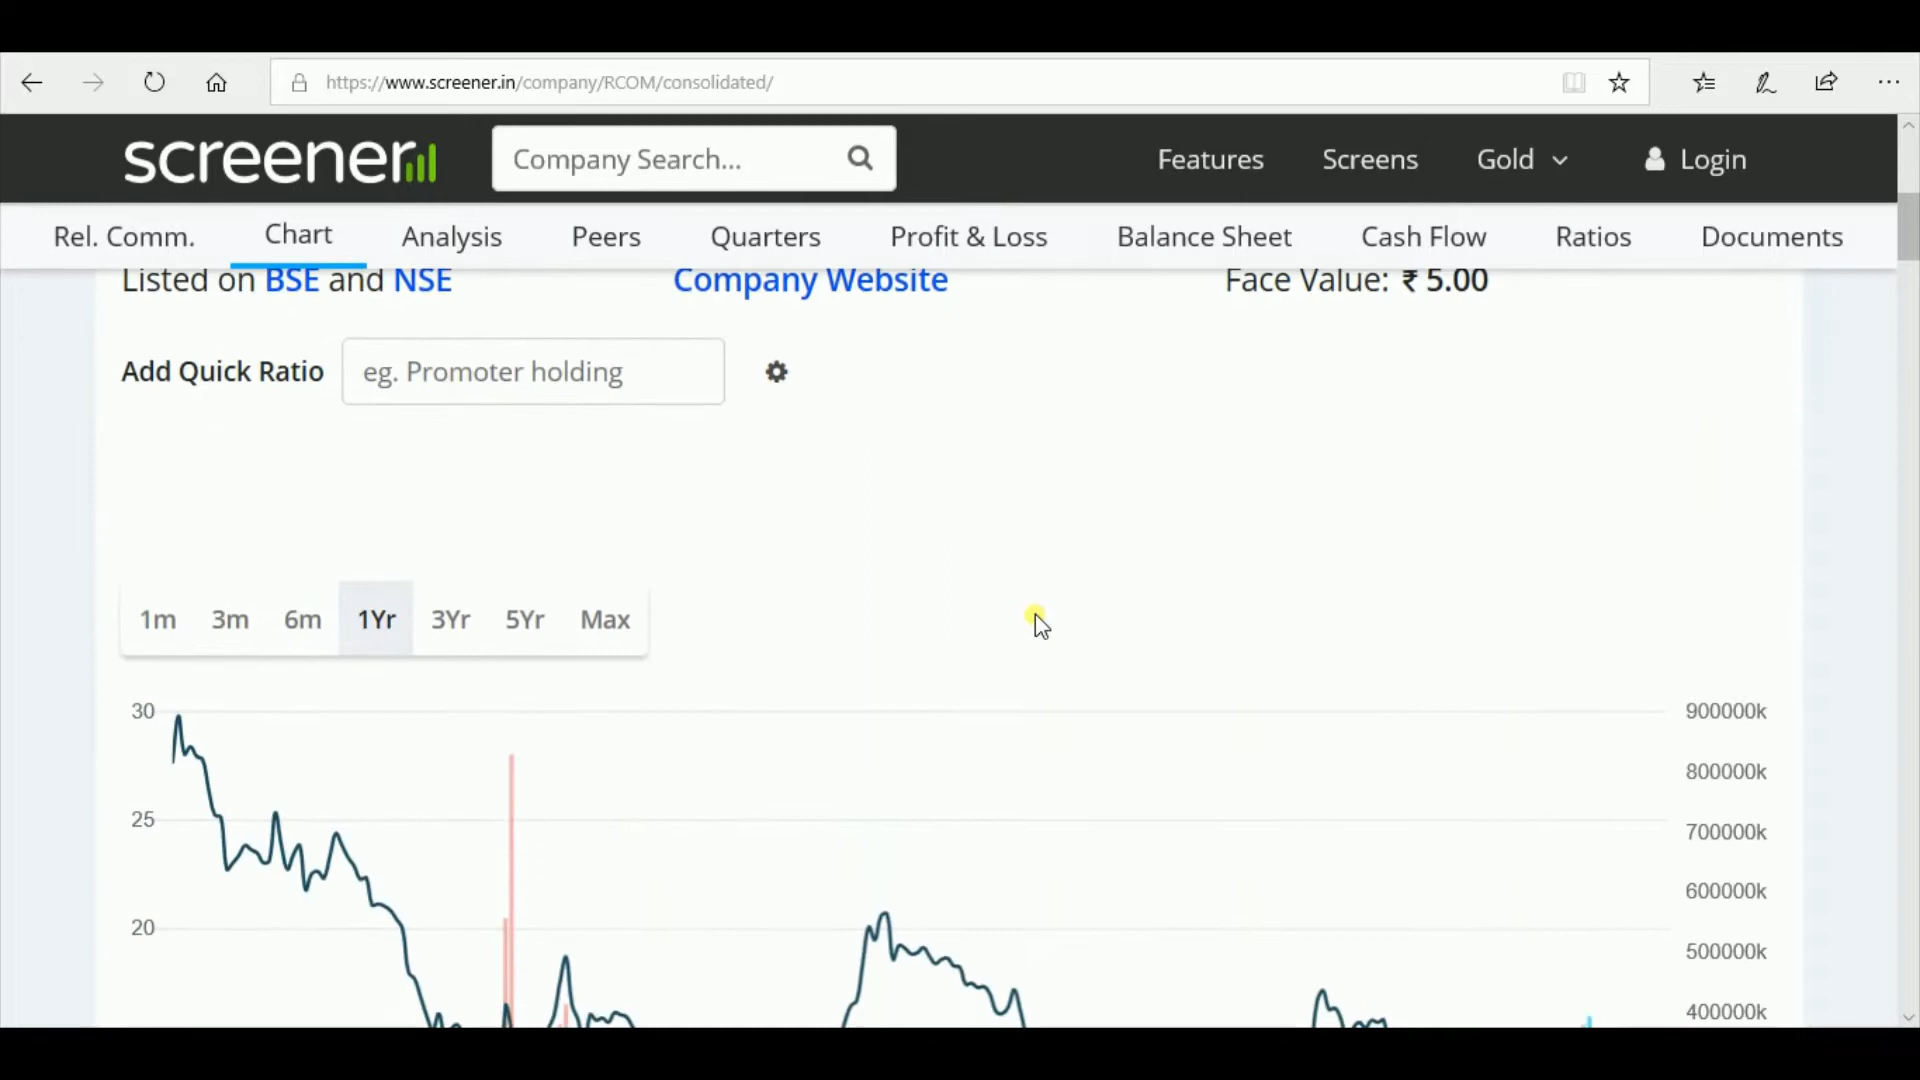 https://www.screener.in/company/RCOM/consolidated/
screener Company Search... Features Screens Gold Login
Rel. Comm. Chart Analysis Peers Quarters Profit & Loss Balance Sheet Cash Flow Ratios Documents
Listed on BSE and NSE Company Website Face Value: ₹ 5.00
Add Quick Ratio eg. Promoter holding
1m 3m 6m 1Yr 3Yr 5Yr Max
30 900000k
800000k
25
700000k
600000k
20
500000k
400000k